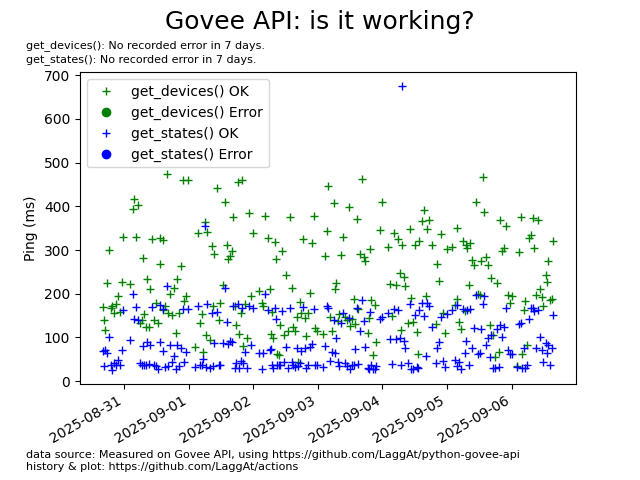 Govee API: is it working?
get_devices(): No recorded error in 7 days.
get_states(): No recorded error in 7 days.
700
600
500
400
300
200
100
0
Ping (ms)
get_devices() OK
get_devices() Error
get_states() OK
get_states() Error
2025-08-31
2025-09-01
2025-09-02
2025-09-03
2025-09-04
2025-09-05
2025-09-06
data source: Measured on Govee API, using https://github.com/LaggAt/python-govee-api
history & plot: https://github.com/LaggAt/actions